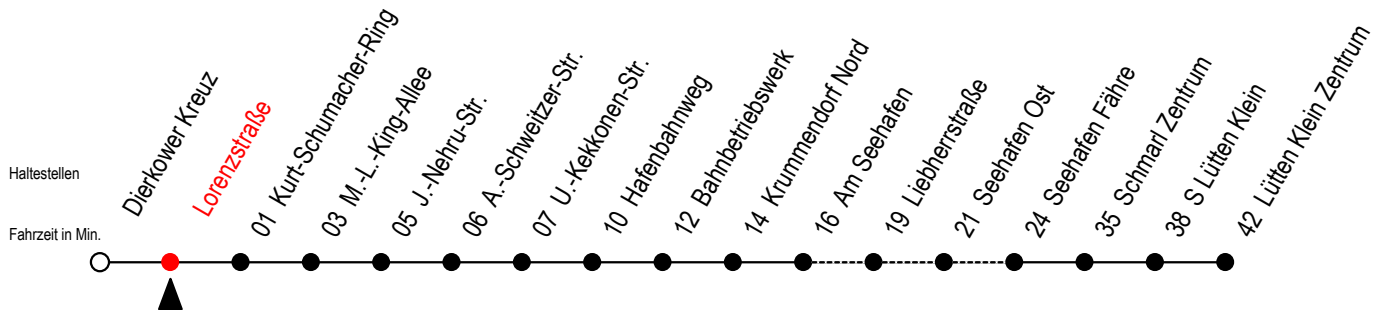 Haltestellen
Fahrzeit in Min.
Dierkower Kreuz
Lorenzstraße
01 Kurt-Schumacher-Ring
03 M.-L.-King-Allee
05 J.-Nehru-Str.
06 A.-Schweitzer-Str.
07 U.-Kekkonen-Str.
10 Hafenbahnweg
12 Bahnbetriebswerk
14 Krummendorf Nord
16 Am Seehafen
19 Liebherrstraße
21 Seehafen Ost
24 Seehafen Fähre
35 Schmarl Zentrum
38 S Lütten Klein
42 Lütten Klein Zentrum